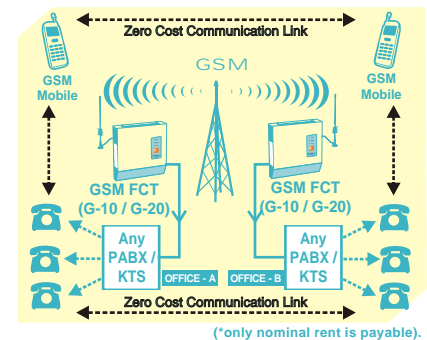 Zero Cost Communication Link
GSM
GSM
Mobile
GSM
Mobile
GSM FCT
(G-10 / G-20)
GSM FCT
(G-10 / G-20)
Any
PABX /
KTS
OFFICE - A
OFFICE - B
Any
PABX /
KTS
Zero Cost Communication Link
(*only nominal rent is payable).